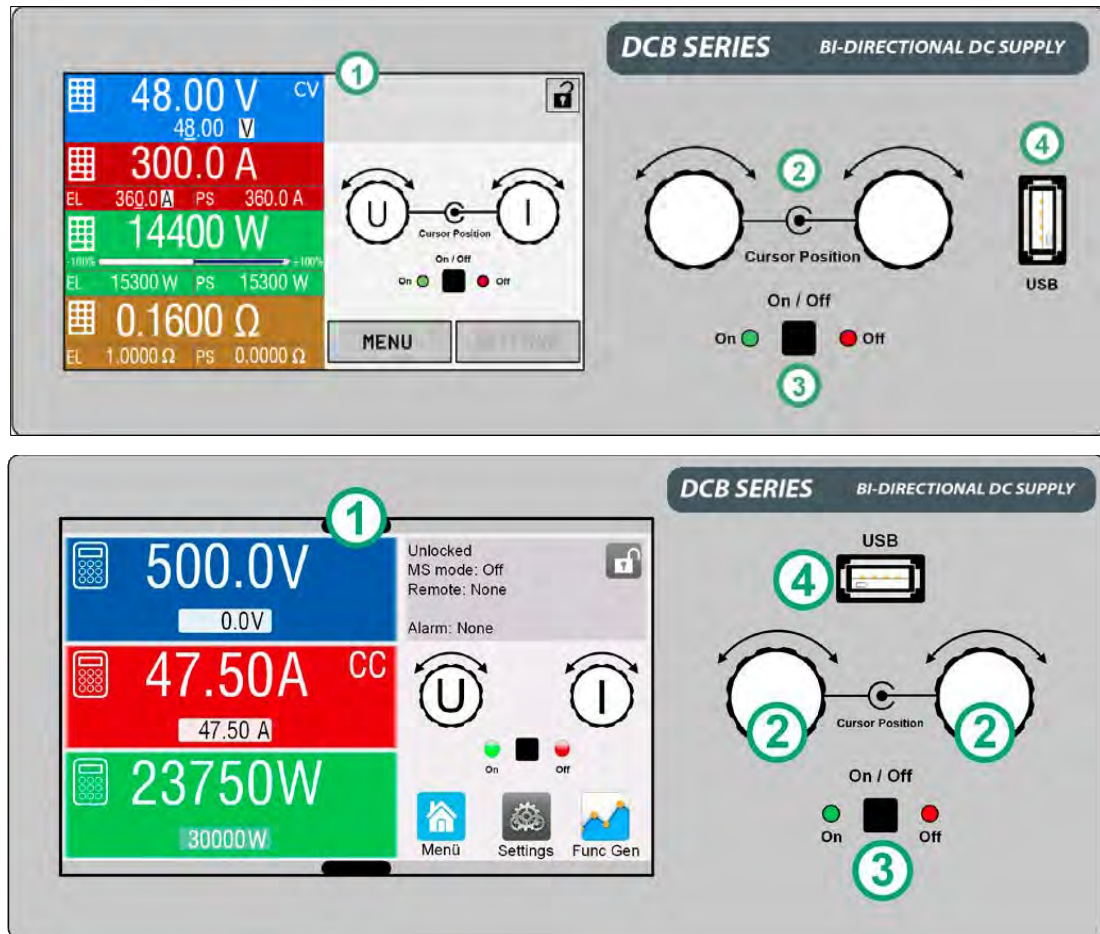 DCB SERIES BI-DIRECTIONAL DC SUPPLY
1
48.00 V CV
48.00 V
300.0 A
EL 360.0 A PS 360.0 A
14400 W
-100% +100%
EL 15300 W PS 15300 W
0.1600 Ω
EL 1.0000 Ω PS 0.0000 Ω
U I
Cursor Position
On / Off
On Off
MENU
2
Cursor Position
On / Off
On Off
3
4
USB
DCB SERIES BI-DIRECTIONAL DC SUPPLY
1
500.0V
0.0V
47.50A CC
47.50 A
23750W
30000W
Unlocked
MS mode: Off
Remote: None
Alarm: None
U I
On Off
Menü Settings Func Gen
USB
4
2 2
Cursor Position
On / Off
On Off
3